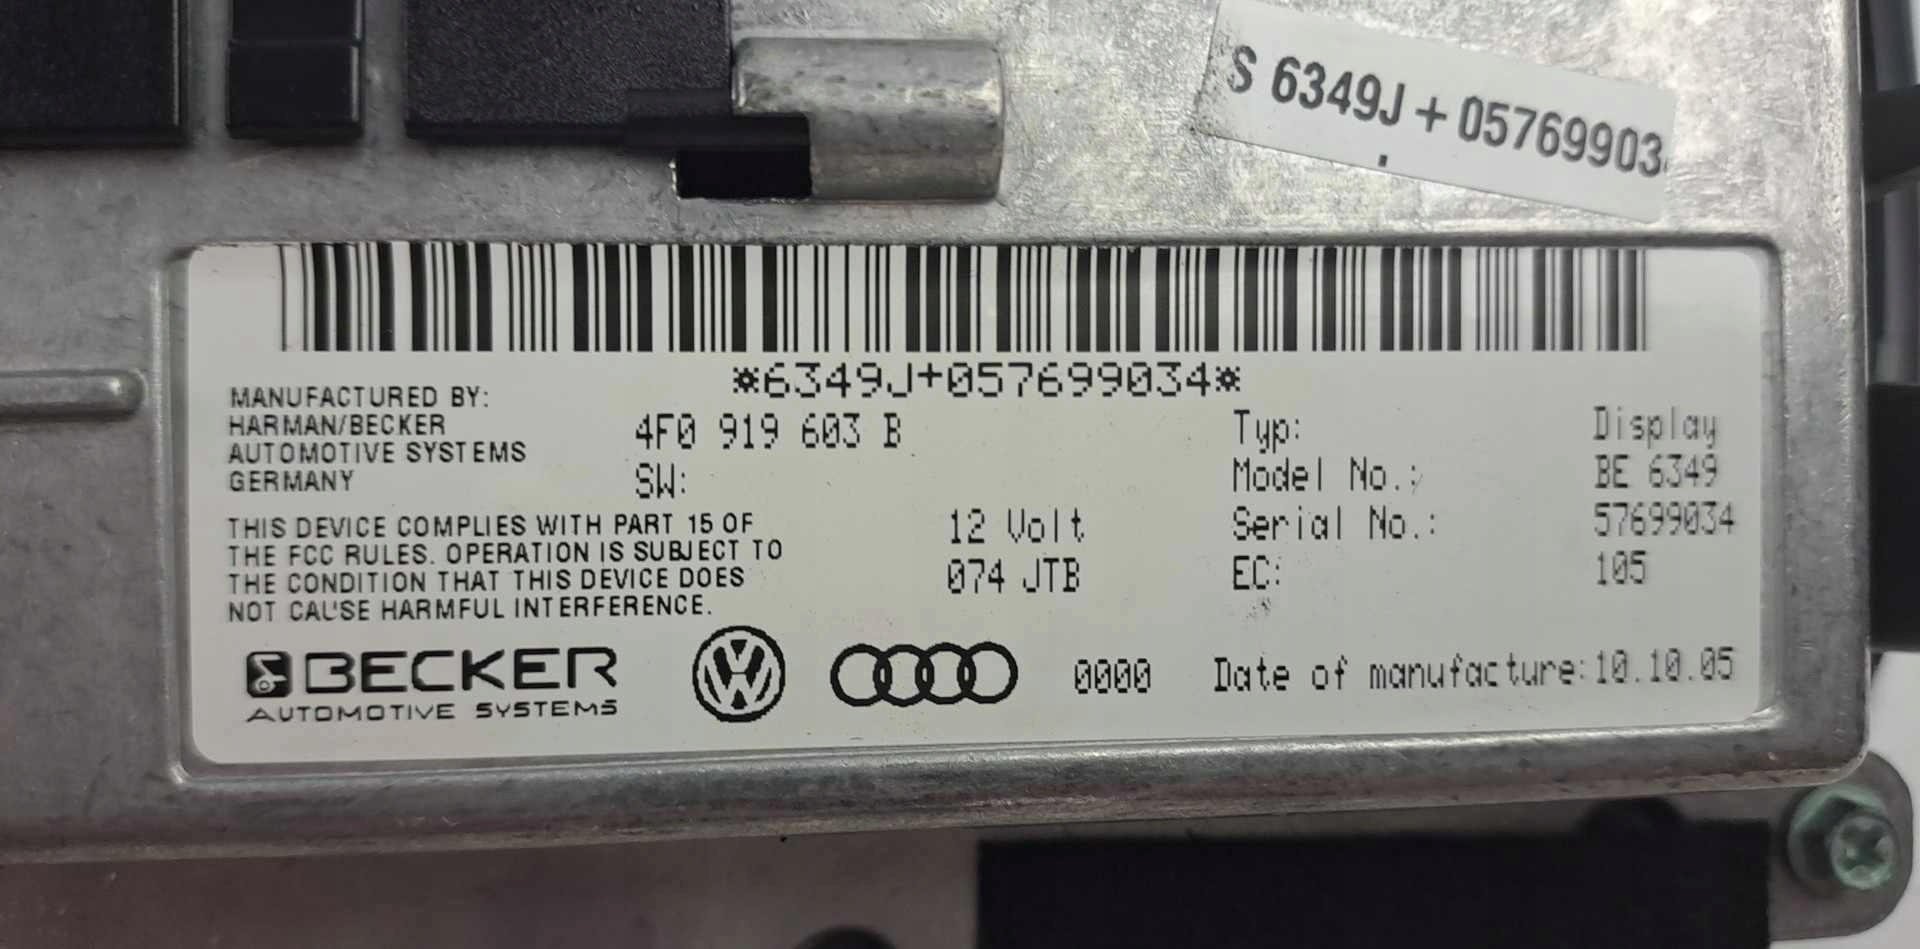 S 6349J + 05769903
*6349J+057699034*
MANUFACTURED BY:
HARMAN/BECKER
AUTOMOTIVE SYSTEMS
GERMANY
4F0 919 603 B
SW:
THIS DEVICE COMPLIES WITH PART 15 OF
THE FCC RULES. OPERATION IS SUBJECT TO
THE CONDITION THAT THIS DEVICE DOES
NOT CAUSE HARMFUL INTERFERENCE.
12 Volt
074 JTB
Typ: Display
Model No.: BE 6349
Serial No.: 57699034
EC: 105
BECKER
AUTOMOTIVE SYSTEMS
0000
Date of manufacture: 10.10.05